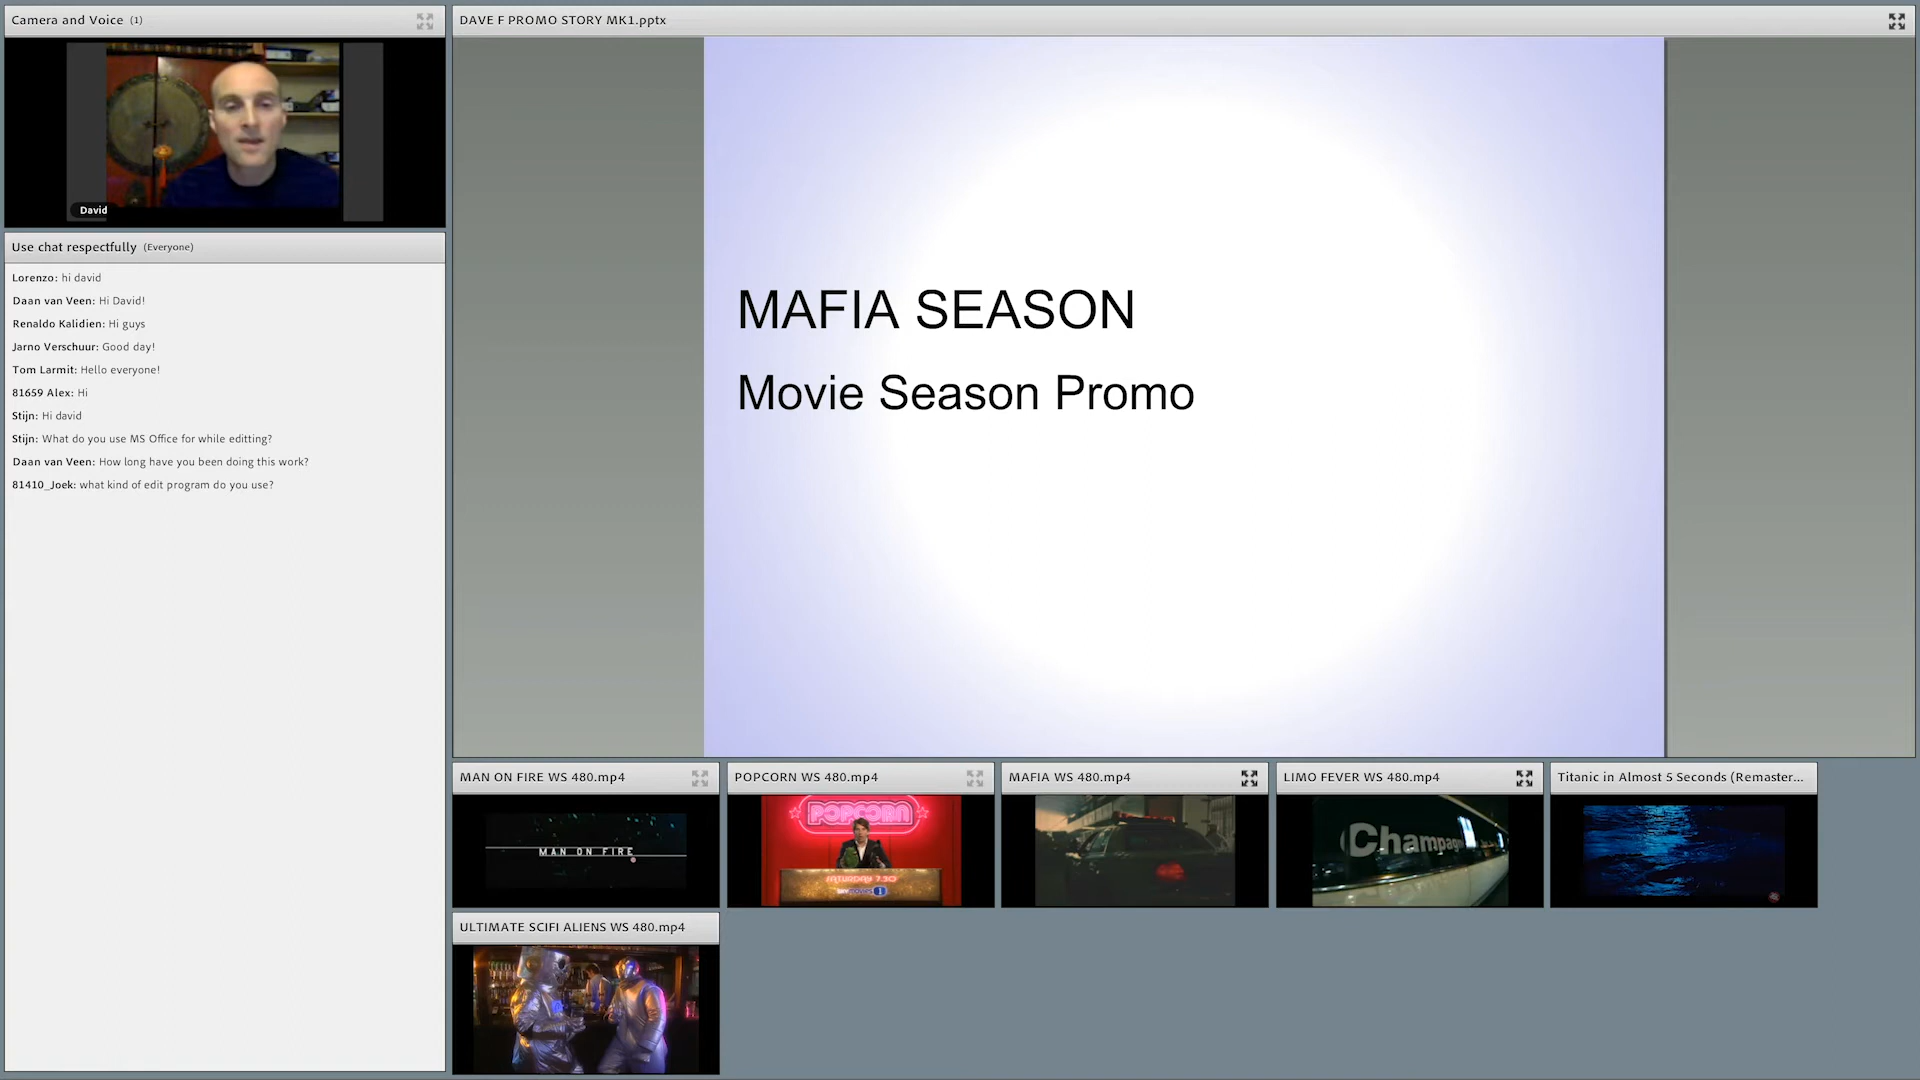 Camera and Voice (1)
David
Use chat respectfully (Everyone)
Lorenzo: hi david
Daan van Veen: Hi David!
Renaldo Kalidien: Hi guys
Jarno Verschuur: Good day!
Tom Larmit: Hello everyone!
81659 Alex: Hi
Stijn: Hi david
Stijn: What do you use MS Office for while editting?
Daan van Veen: How long have you been doing this work?
81410_Joek: what kind of edit program do you use?
DAVE F PROMO STORY MK1.pptx
MAFIA SEASON
Movie Season Promo
MAN ON FIRE WS 480.mp4
MAN ON FIRE
POPCORN WS 480.mp4
POPCORN
SATURDAY 7.30
MAFIA WS 480.mp4
LIMO FEVER WS 480.mp4
Champag
Titanic in Almost 5 Seconds (Remaster...
ULTIMATE SCIFI ALIENS WS 480.mp4